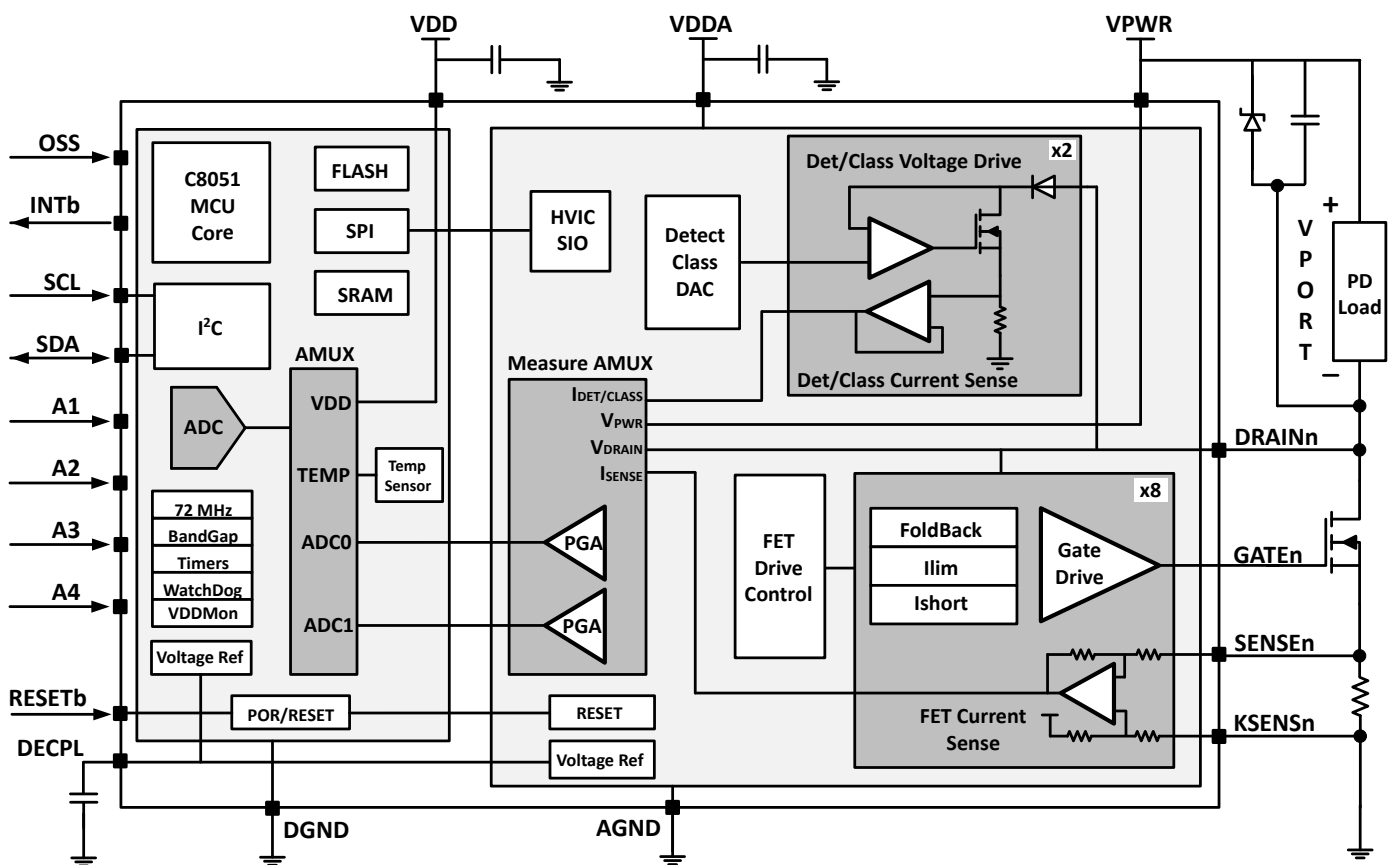 VDD
VDDA
VPWR
OSS
INTb
SCL
SDA
A1
A2
A3
A4
RESETb
DECPL
C8051
MCU
Core
FLASH
SPI
SRAM
I²C
AMUX
VDD
TEMP
ADC0
ADC1
ADC
Temp
Sensor
72 MHz
BandGap
Timers
WatchDog
VDDMon
Voltage Ref
POR/RESET
DGND
HVIC
SIO
Detect
Class
DAC
x2
Det/Class Voltage Drive
Det/Class Current Sense
Measure AMUX
IDET/CLASS
VPWR
VDRAIN
ISENSE
PGA
PGA
RESET
Voltage Ref
AGND
FET
Drive
Control
x8
FoldBack
Ilim
Ishort
Gate
Drive
FET Current
Sense
+
V
P
O
R
T
–
PD
Load
DRAINn
GATEn
SENSEn
KSENSn